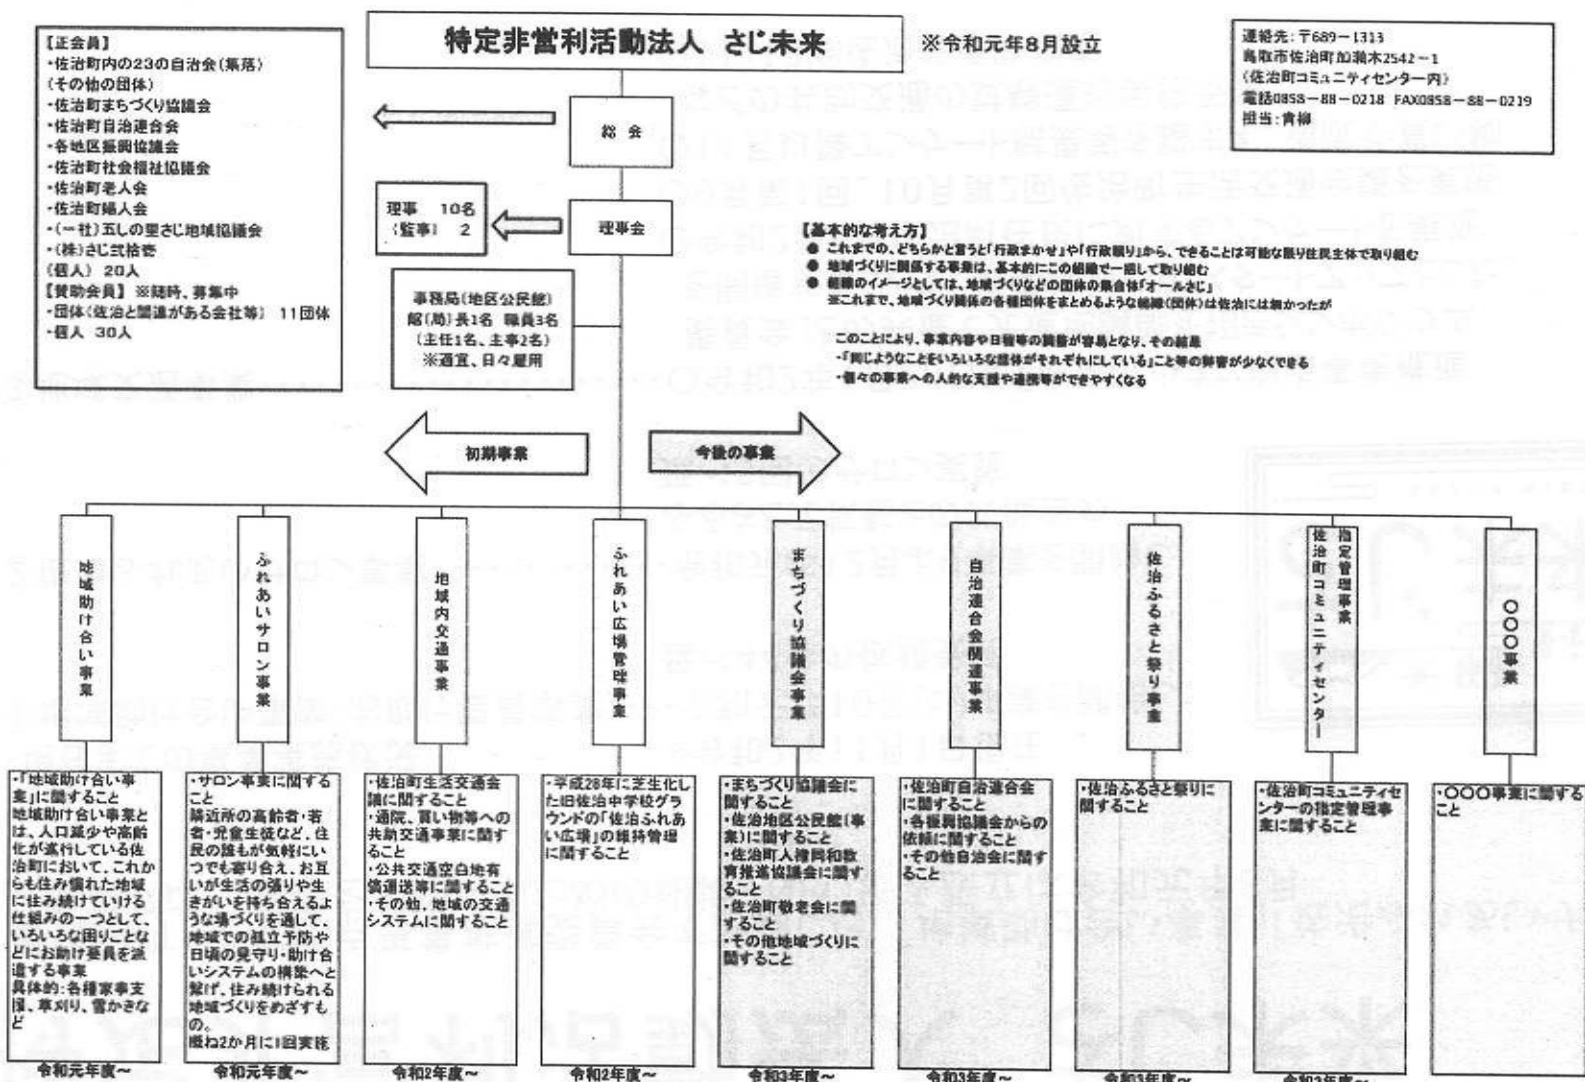 特定非営利活動法人 さじ未来
※令和元年8月設立
【正会員】
・佐治町内の23の自治会(集落)
(その他の団体)
・佐治町まちづくり協議会
・佐治町自治連合会
・各地区振興協議会
・佐治町社会福祉協議会
・佐治町老人会
・佐治町婦人会
・(一社)五しの里さじ地域協議会
・(株)さじ弐拾壱
(個人) 20人
【賛助会員】 ※随時、募集中
・団体(佐治と関連がある会社等) 11団体
・個人 30人
連絡先:〒689-1313
鳥取市佐治町加瀬木2542-1
(佐治町コミュニティセンター内)
電話0858-88-0218 FAX0858-88-0219
担当:青柳
総 会
理事 10名
(監事) 2
理事会
事務局(地区公民館)
館(局)長1名 職員3名
(主任1名、主事2名)
※適宜、日々雇用
【基本的な考え方】
● これまでの、どちらかと言うと「行政まかせ」や「行政頼り」から、できることは可能な限り住民主体で取り組む
● 地域づくりに関係する事業は、基本的にこの組織で一括して取り組む
● 組織のイメージとしては、地域づくりなどの団体の集合体「オールさじ」
※これまで、地域づくり関係の各種団体をまとめるような組織(団体)は佐治には無かったが
このことにより、事業内容や日程等の調整が容易となり、その結果
・「同じようなことをいろいろな団体がそれぞれにしている」こと等の弊害が少なくできる
・個々の事業への人的な支援や連携等ができやすくなる
初期事業
今後の事業
地域助け合い事業
ふれあいサロン事業
地域内交通事業
ふれあい広場管理事業
まちづくり協議会事業
自治連合会関連事業
佐治ふるさと祭り事業
指定管理事業
佐治町コミュニティセンター
〇〇〇事業
・「地域助け合い事
業」に関すること
地域助け合い事業と
は、人口減少や高齢
化が進行している佐
治町において、これか
らも住み慣れた地域
に住み続けていける
仕組みの一つとして、
いろいろな困りごとな
どにお助け要員を派
遣する事業
具体的:各種家事支
援、草刈り、雪かきな
ど
令和元年度~
・サロン事業に関する
こと
隣近所の高齢者・若
者・児童生徒など、住
民の誰もが気軽にい
つでも寄り合え、お互
いが生活の張りや生
きがいを持ち合えるよ
うな場づくりを通して、
地域での孤立予防や
日頃の見守り・助け合
いシステムの構築へと
繋げ、住み続けられる
地域づくりをめざすも
の。
概ね2か月に1回実施
令和元年度~
・佐治町生活交通会
議に関すること
・通院、買い物等への
共助交通事業に関す
ること
・公共交通空白地有
償運送等に関すること
・その他、地域の交通
システムに関すること
令和2年度~
・平成28年に芝生化し
た旧佐治中学校グラ
ウンドの「佐治ふれあ
い広場」の維持管理
に関すること
令和2年度~
・まちづくり協議会に
関すること
・佐治地区公民館(事
業)に関すること
・佐治町人権同和教
育推進協議会に関す
ること
・佐治町敬老会に関
すること
・その他地域づくりに
関すること
令和3年度~
・佐治町自治連合会
に関すること
・各振興協議会からの
依頼に関すること
・その他自治会に関す
ること
令和3年度~
・佐治ふるさと祭りに
関すること
令和3年度~
・佐治町コミュニティセ
ンターの指定管理事
業に関すること
令和3年度~
・〇〇〇事業に関する
こと